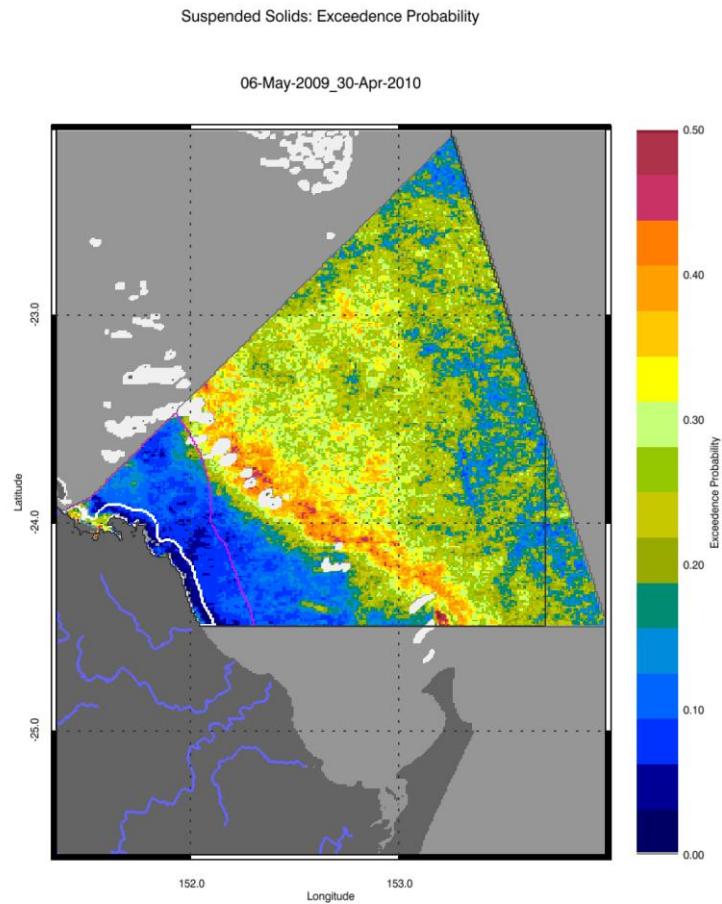 Suspended Solids: Exceedence Probability
06-May-2009_30-Apr-2010
0.50
0.40
0.30
0.20
0.10
0.00
Exceedence Probability
-23.0
-24.0
-25.0
Latitude
152.0 153.0
Longitude